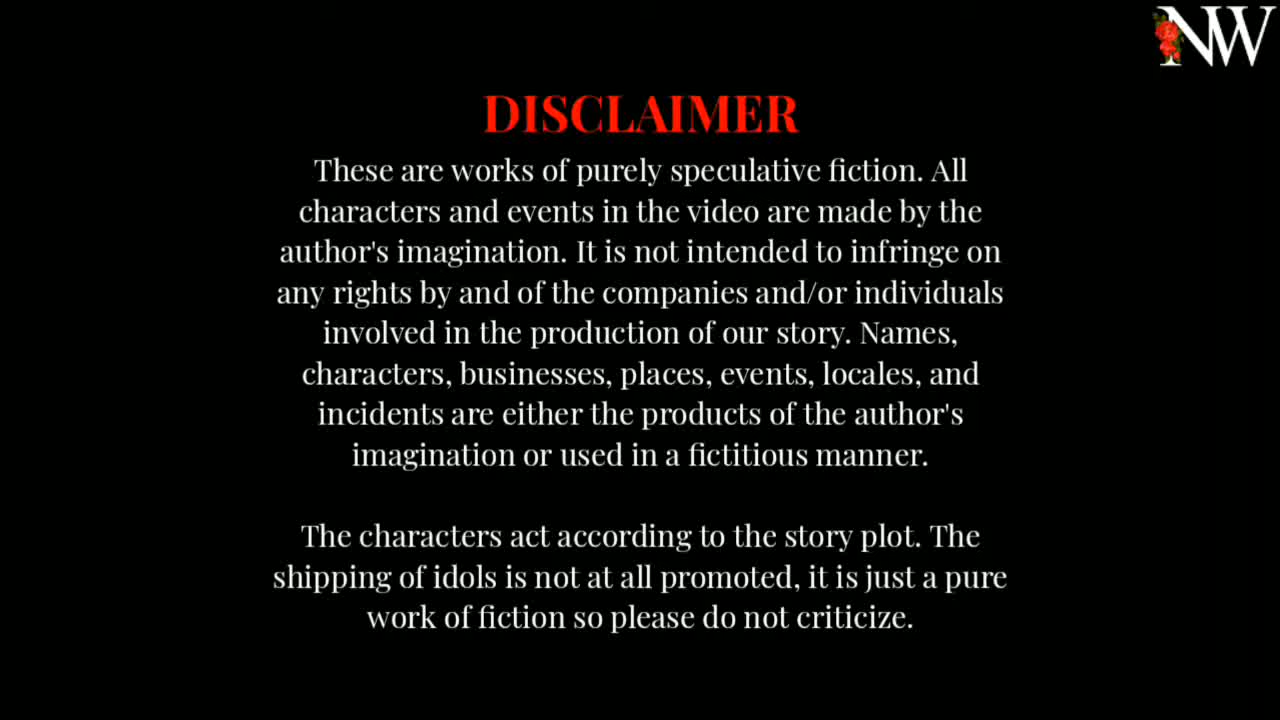 NW
DISCLAIMER
These are works of purely speculative fiction. All
characters and events in the video are made by the
author's imagination. It is not intended to infringe on
any rights by and of the companies and/or individuals
involved in the production of our story. Names,
characters, businesses, places, events, locales, and
incidents are either the products of the author's
imagination or used in a fictitious manner.
The characters act according to the story plot. The
shipping of idols is not at all promoted, it is just a pure
work of fiction so please do not criticize.